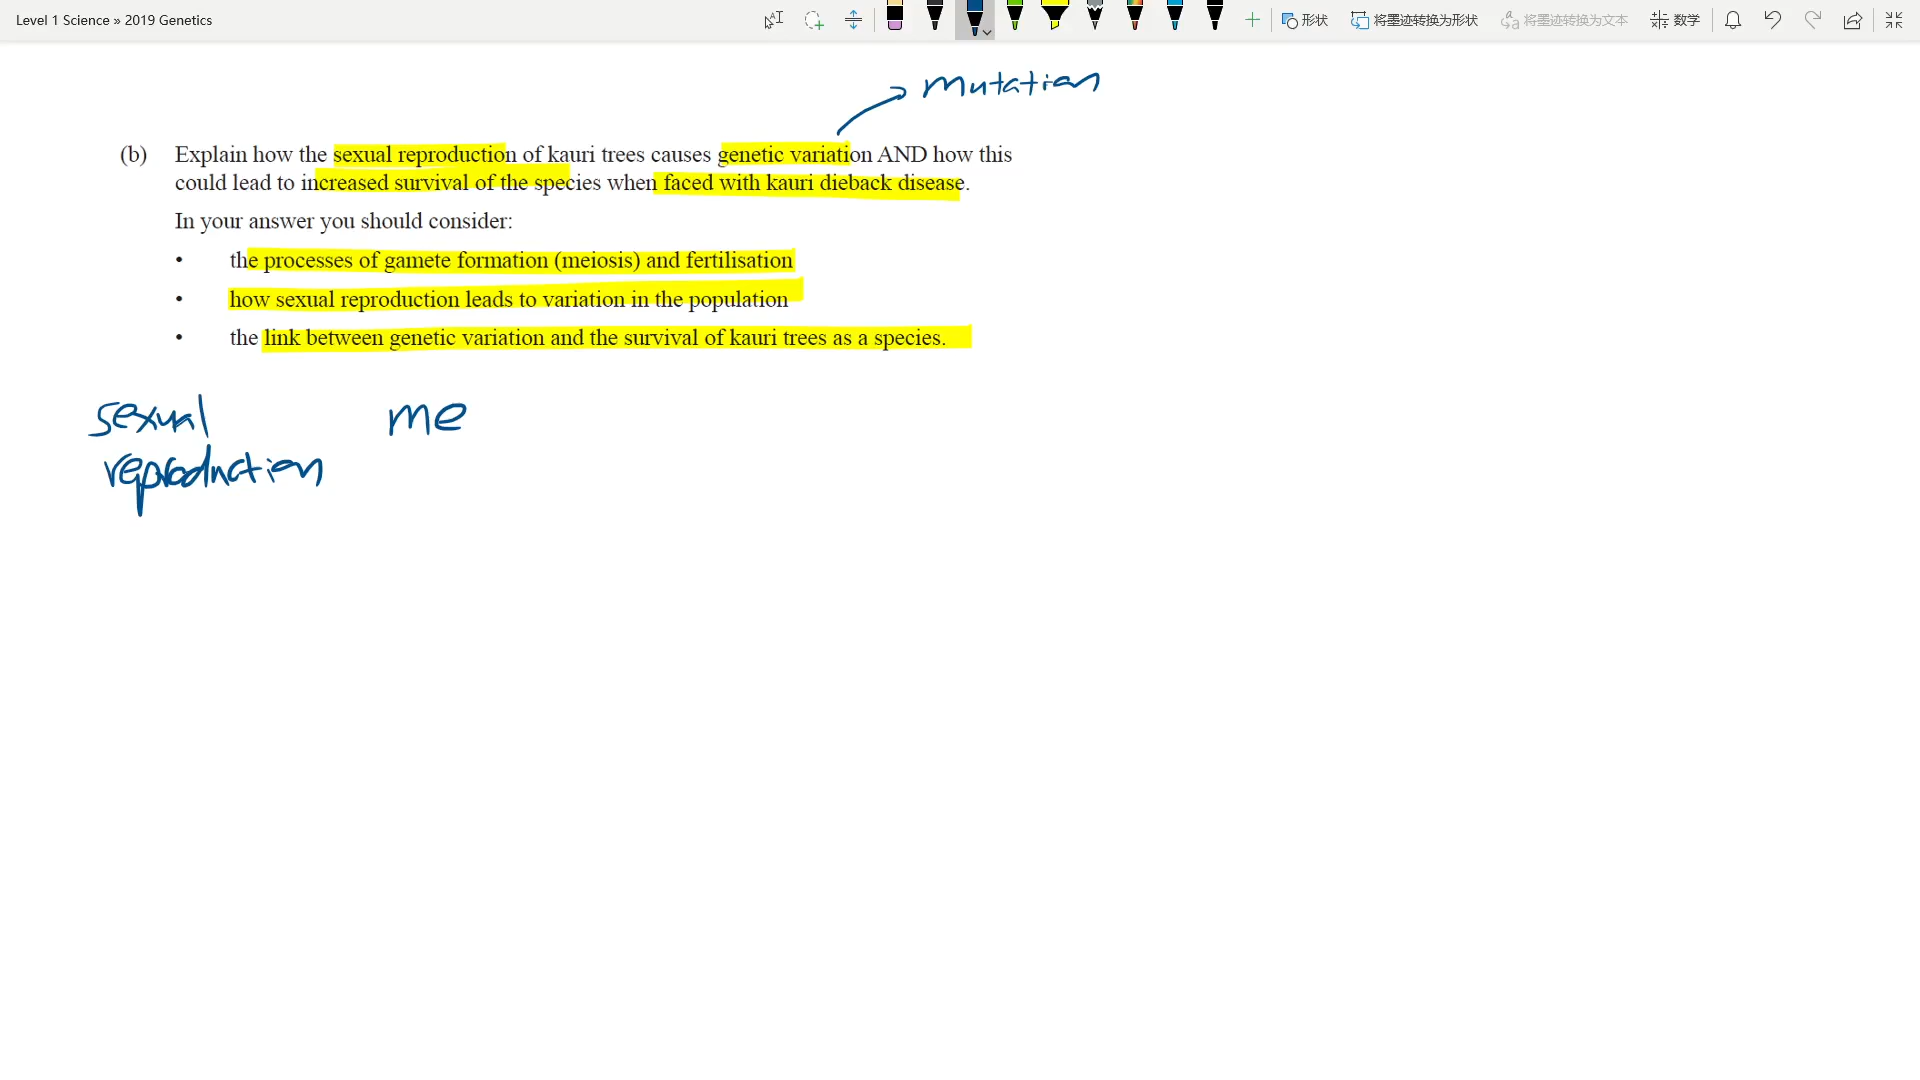 Level 1 Science » 2019 Genetics
形状 将墨迹转换为形状 将墨迹转换为文本 数学
mutation
(b) Explain how the sexual reproduction of kauri trees causes genetic variation AND how this
could lead to increased survival of the species when faced with kauri dieback disease.
In your answer you should consider:
• the processes of gamete formation (meiosis) and fertilisation
• how sexual reproduction leads to variation in the population
• the link between genetic variation and the survival of kauri trees as a species.
sexual me
reproduction